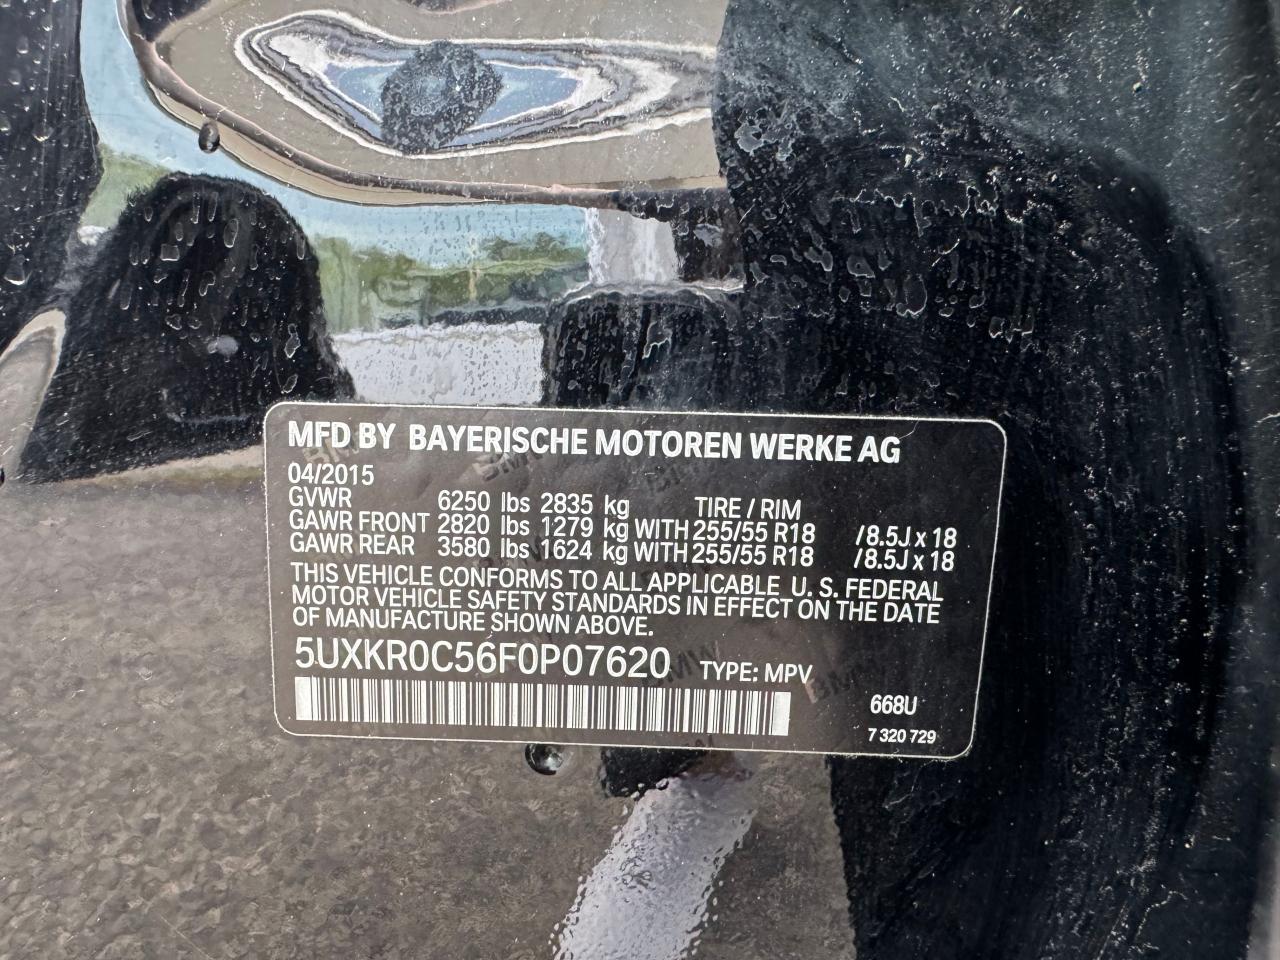 MFD BY BAYERISCHE MOTOREN WERKE AG
04/2015
GVWR 6250 lbs 2835 kg TIRE / RIM
GAWR FRONT 2820 lbs 1279 kg WITH 255/55 R18 /8.5J x 18
GAWR REAR 3580 lbs 1624 kg WITH 255/55 R18 /8.5J x 18
THIS VEHICLE CONFORMS TO ALL APPLICABLE U. S. FEDERAL
MOTOR VEHICLE SAFETY STANDARDS IN EFFECT ON THE DATE
OF MANUFACTURE SHOWN ABOVE.
5UXKR0C56F0P07620 TYPE: MPV
668U
7 320 729